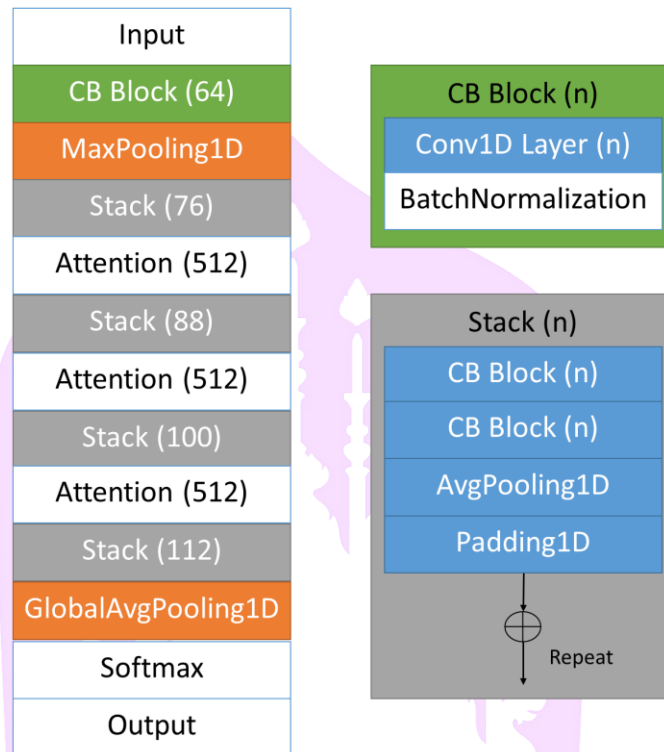 Input
CB Block (64)
MaxPooling1D
Stack (76)
Attention (512)
Stack (88)
Attention (512)
Stack (100)
Attention (512)
Stack (112)
GlobalAvgPooling1D
Softmax
Output
CB Block (n)
Conv1D Layer (n)
BatchNormalization
Stack (n)
CB Block (n)
CB Block (n)
AvgPooling1D
Padding1D
Repeat